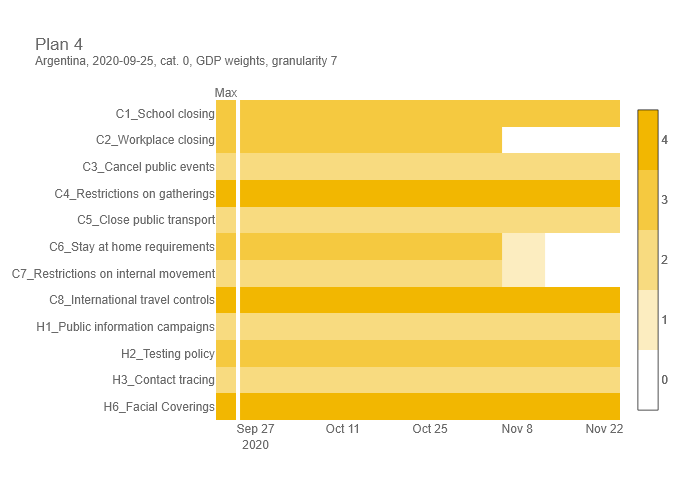 Plan 4
Argentina, 2020-09-25, cat. 0, GDP weights, granularity 7
Max
C1_School closing
C2_Workplace closing
C3_Cancel public events
C4_Restrictions on gatherings
C5_Close public transport
C6_Stay at home requirements
C7_Restrictions on internal movement
C8_International travel controls
H1_Public information campaigns
H2_Testing policy
H3_Contact tracing
H6_Facial Coverings
Sep 27 Oct 11 Oct 25 Nov 8 Nov 22
2020
4
3
2
1
0